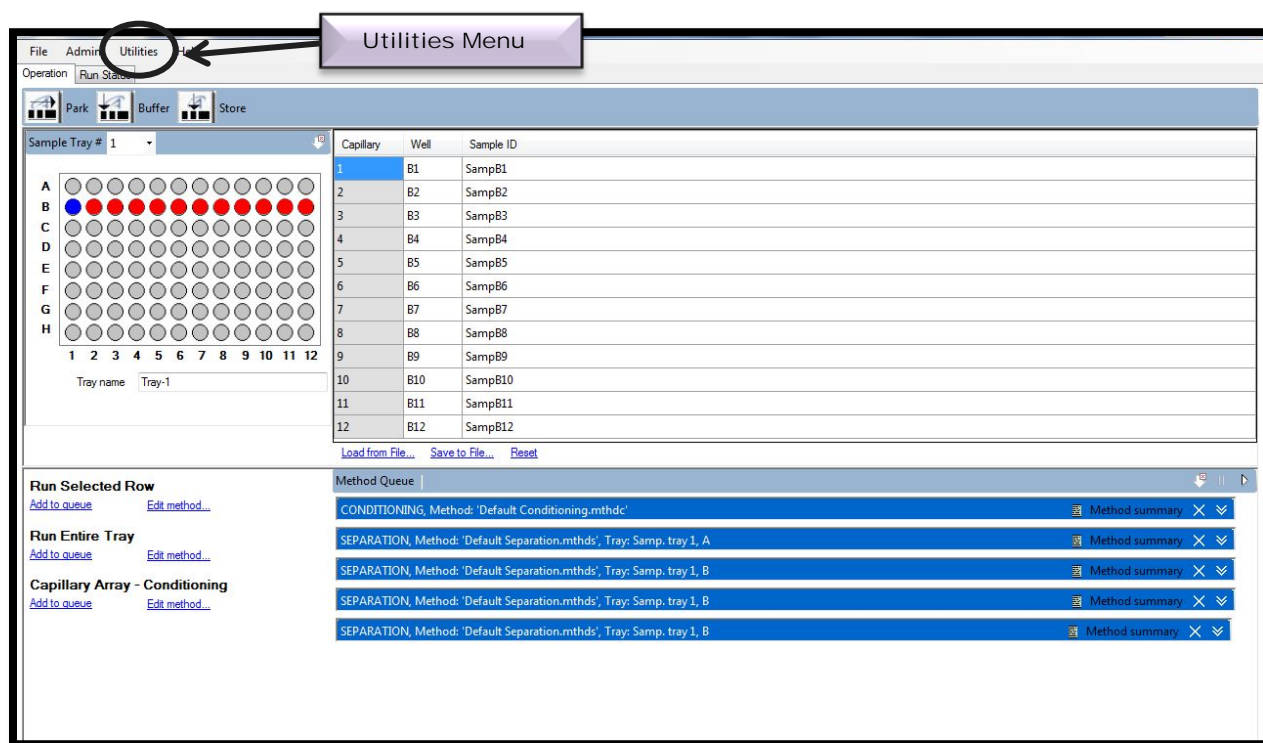 Utilities Menu
File Admin Utilities Help
Operation Run Status
Park Buffer Store
Sample Tray # 1
Capillary Well Sample ID
1 B1 SampB1
2 B2 SampB2
3 B3 SampB3
4 B4 SampB4
5 B5 SampB5
6 B6 SampB6
7 B7 SampB7
8 B8 SampB8
9 B9 SampB9
10 B10 SampB10
11 B11 SampB11
12 B12 SampB12
A
B
C
D
E
F
G
H
1 2 3 4 5 6 7 8 9 10 11 12
Tray name Tray-1
Load from File... Save to File... Reset
Run Selected Row
Add to queue Edit method...
Run Entire Tray
Add to queue Edit method...
Capillary Array - Conditioning
Add to queue Edit method...
Method Queue
CONDITIONING, Method: 'Default Conditioning.mthdc' Method summary
SEPARATION, Method: 'Default Separation.mthds', Tray: Samp. tray 1, A Method summary
SEPARATION, Method: 'Default Separation.mthds', Tray: Samp. tray 1, B Method summary
SEPARATION, Method: 'Default Separation.mthds', Tray: Samp. tray 1, B Method summary
SEPARATION, Method: 'Default Separation.mthds', Tray: Samp. tray 1, B Method summary